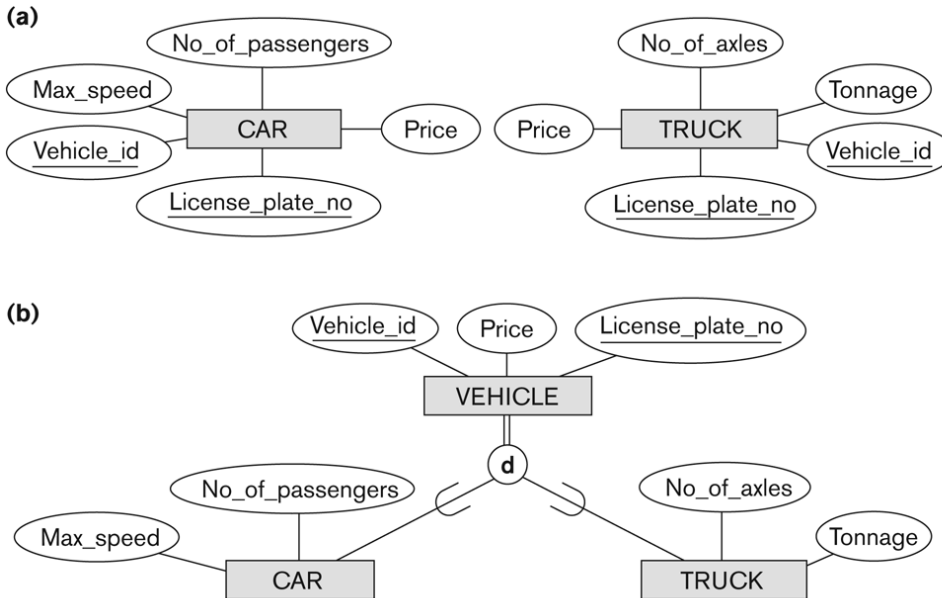 (a)
No_of_passengers
No_of_axles
Max_speed
Tonnage
CAR
Price
Price
TRUCK
Vehicle_id
Vehicle_id
License_plate_no
License_plate_no
(b)
Vehicle_id
Price
License_plate_no
VEHICLE
d
No_of_passengers
No_of_axles
Max_speed
Tonnage
CAR
TRUCK